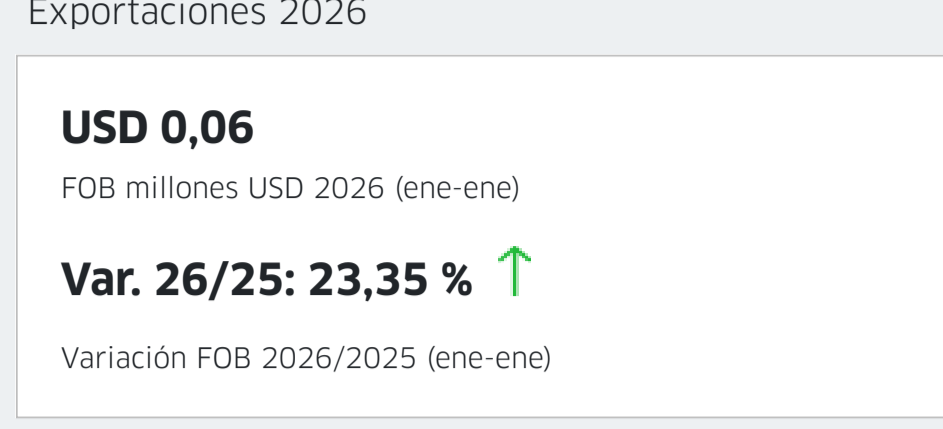 Exportaciones 2026
USD 0,06
FOB millones USD 2026 (ene-ene)
Var. 26/25: 23,35 %
Variación FOB 2026/2025 (ene-ene)